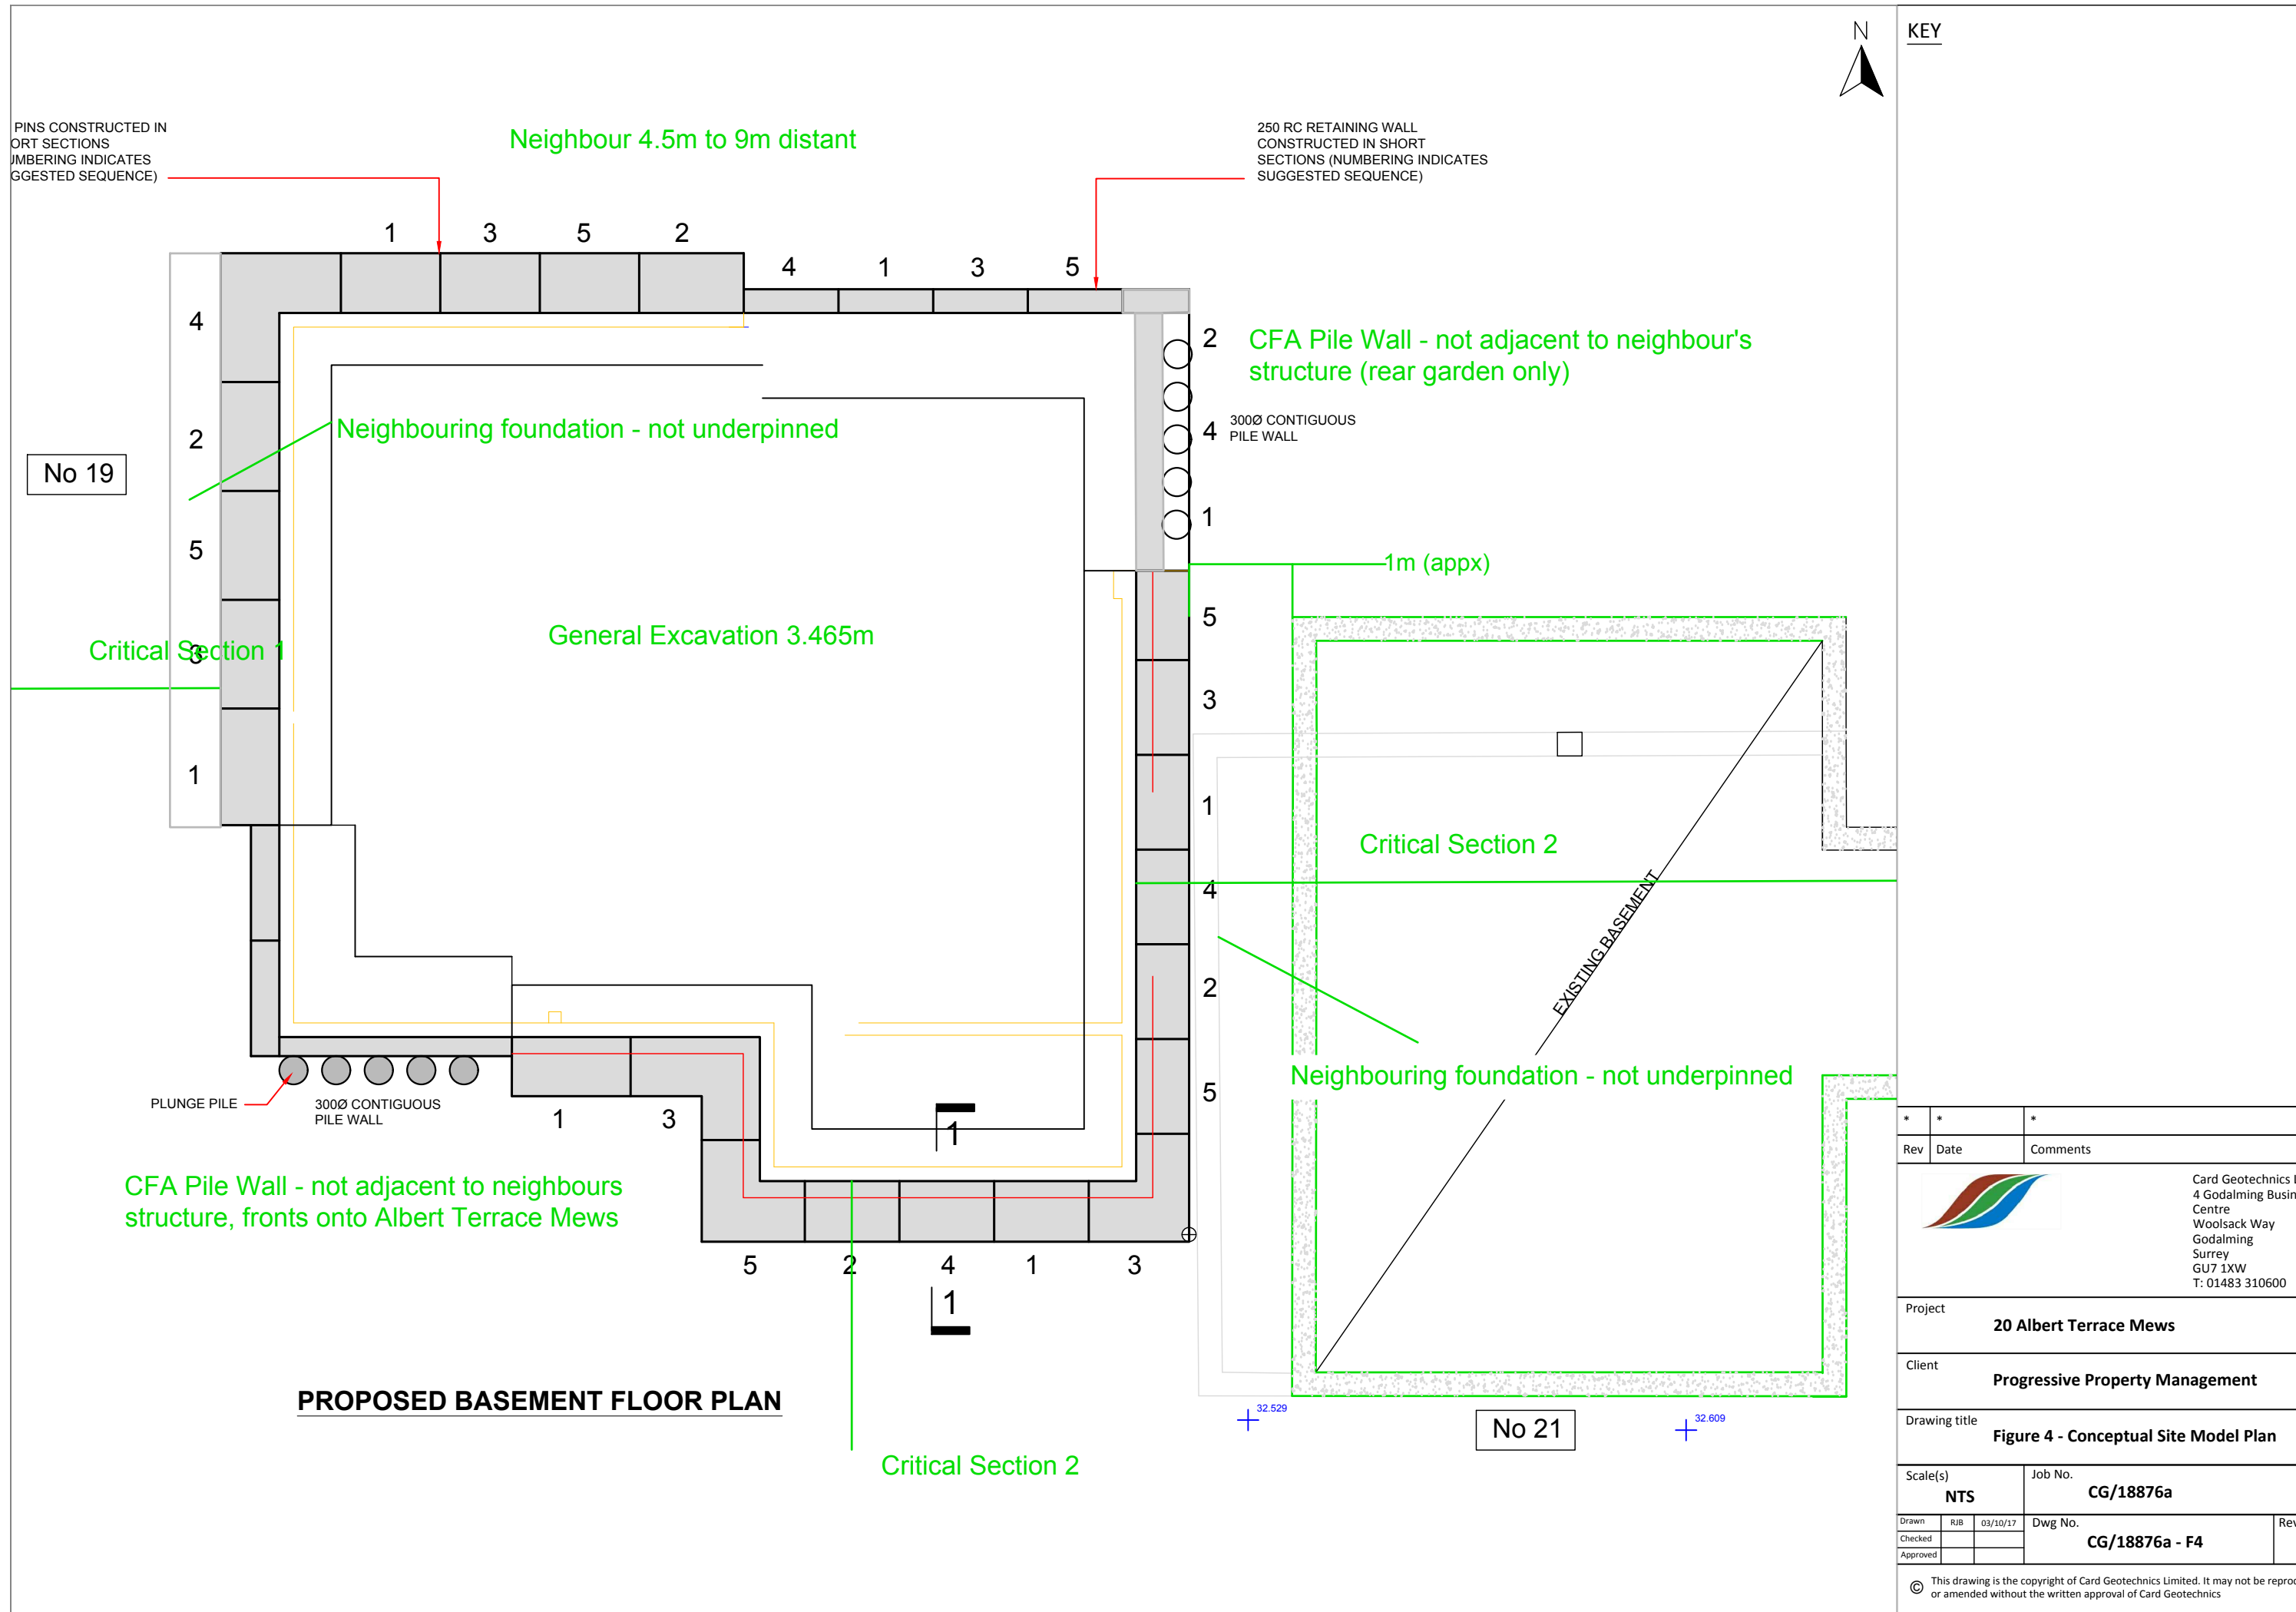 N
KEY
PINS CONSTRUCTED IN
ORT SECTIONS
UMBERING INDICATES
GGESTED SEQUENCE)
Neighbour 4.5m to 9m distant
250 RC RETAINING WALL
CONSTRUCTED IN SHORT
SECTIONS (NUMBERING INDICATES
SUGGESTED SEQUENCE)
1 3 5 2
4 1 3 5
4
2
5
3
1
No 19
Critical Section 1
Neighbouring foundation - not underpinned
General Excavation 3.465m
2
4
1
5
3
1
4
2
5
CFA Pile Wall - not adjacent to neighbour's
structure (rear garden only)
300Ø CONTIGUOUS
PILE WALL
1m (appx)
Critical Section 2
EXISTING BASEMENT
Neighbouring foundation - not underpinned
PLUNGE PILE
300Ø CONTIGUOUS
PILE WALL
1 3
1
CFA Pile Wall - not adjacent to neighbours
structure, fronts onto Albert Terrace Mews
5 2 4 1 3
1
PROPOSED BASEMENT FLOOR PLAN
Critical Section 2
32.529
No 21
32.609
* * *
Rev Date Comments
Card Geotechnics L
4 Godalming Busin
Centre
Woolsack Way
Godalming
Surrey
GU7 1XW
T: 01483 310600
Project
20 Albert Terrace Mews
Client
Progressive Property Management
Drawing title
Figure 4 - Conceptual Site Model Plan
Scale(s)
NTS
Job No.
CG/18876a
Drawn RJB 03/10/17
Checked
Approved
Dwg No.
CG/18876a - F4
Rev
© This drawing is the copyright of Card Geotechnics Limited. It may not be reproc
or amended without the written approval of Card Geotechnics